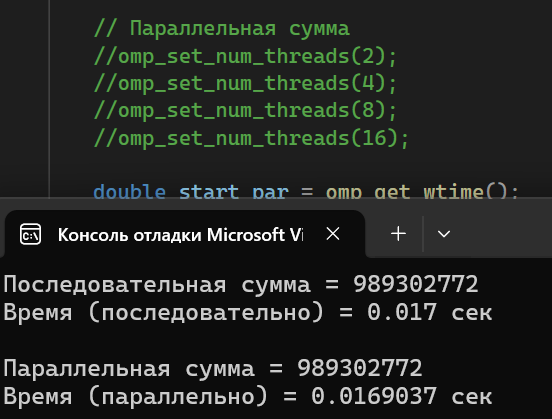 // Параллельная сумма
//omp_set_num_threads(2);
//omp_set_num_threads(4);
//omp_set_num_threads(8);
//omp_set_num_threads(16);
double start_par = omp_get_wtime();
Консоль отладки Microsoft Vi
Последовательная сумма = 989302772
Время (последовательно) = 0.017 сек
Параллельная сумма = 989302772
Время (параллельно) = 0.0169037 сек